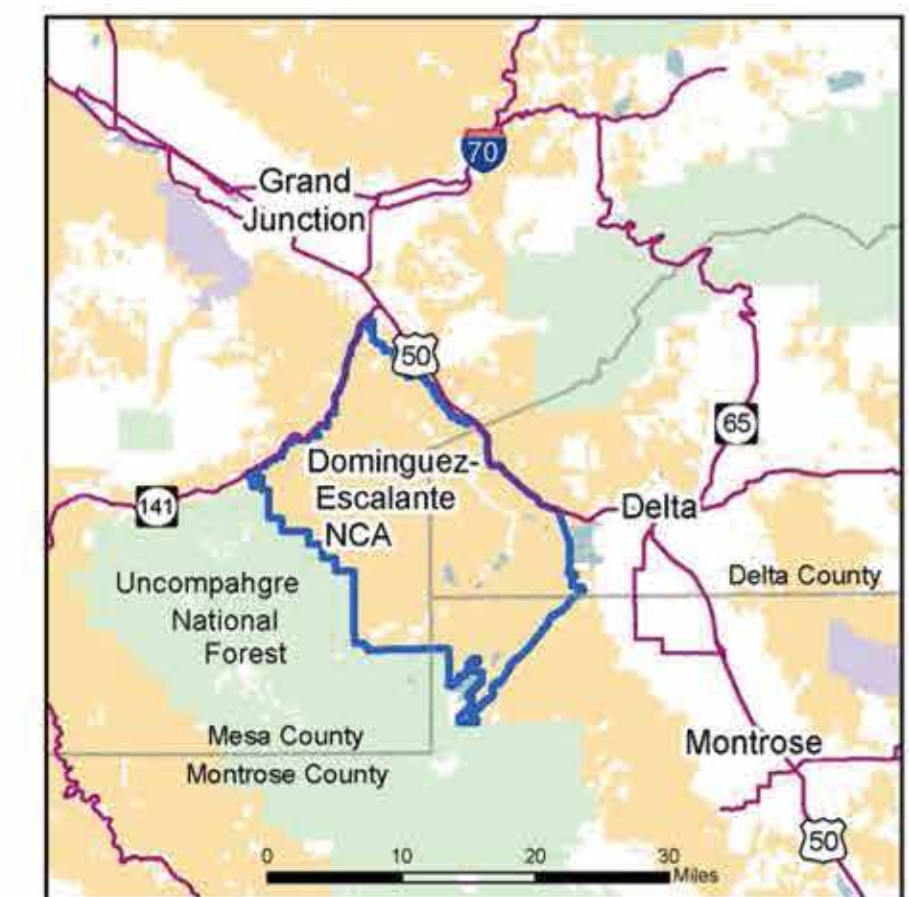 70
Grand
Junction
50
65
Dominguez-
Escalante
NCA
141
Delta
Delta County
Uncompahgre
National
Forest
Mesa County
Montrose County
Montrose
50
0 10 20 30
Miles